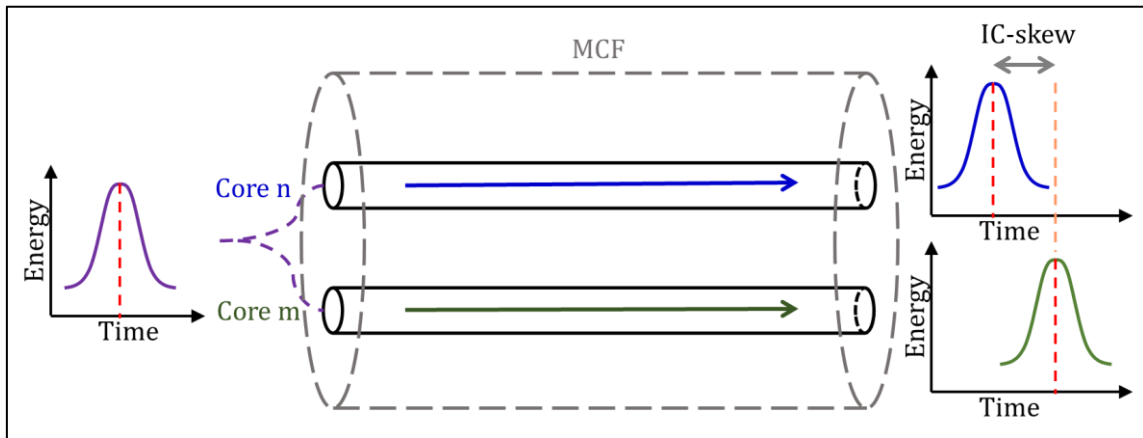 MCF
IC-skew
Energy
Time
Core n
Core m
Energy
Time
Energy
Time